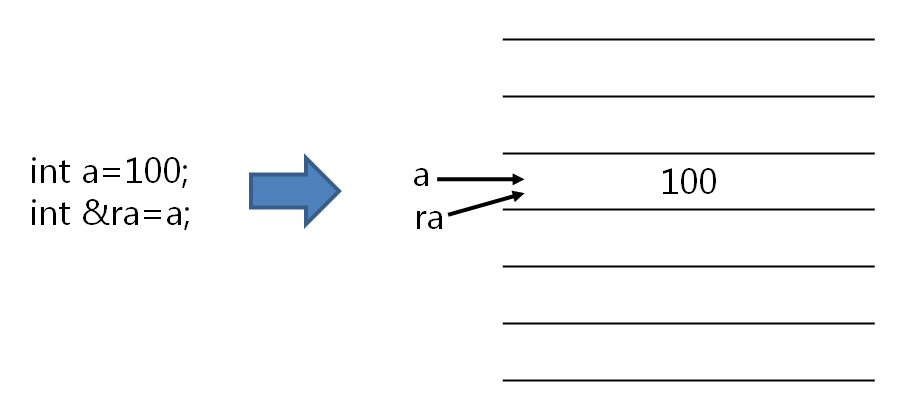 int a=100;
int &ra=a;
a
ra
100